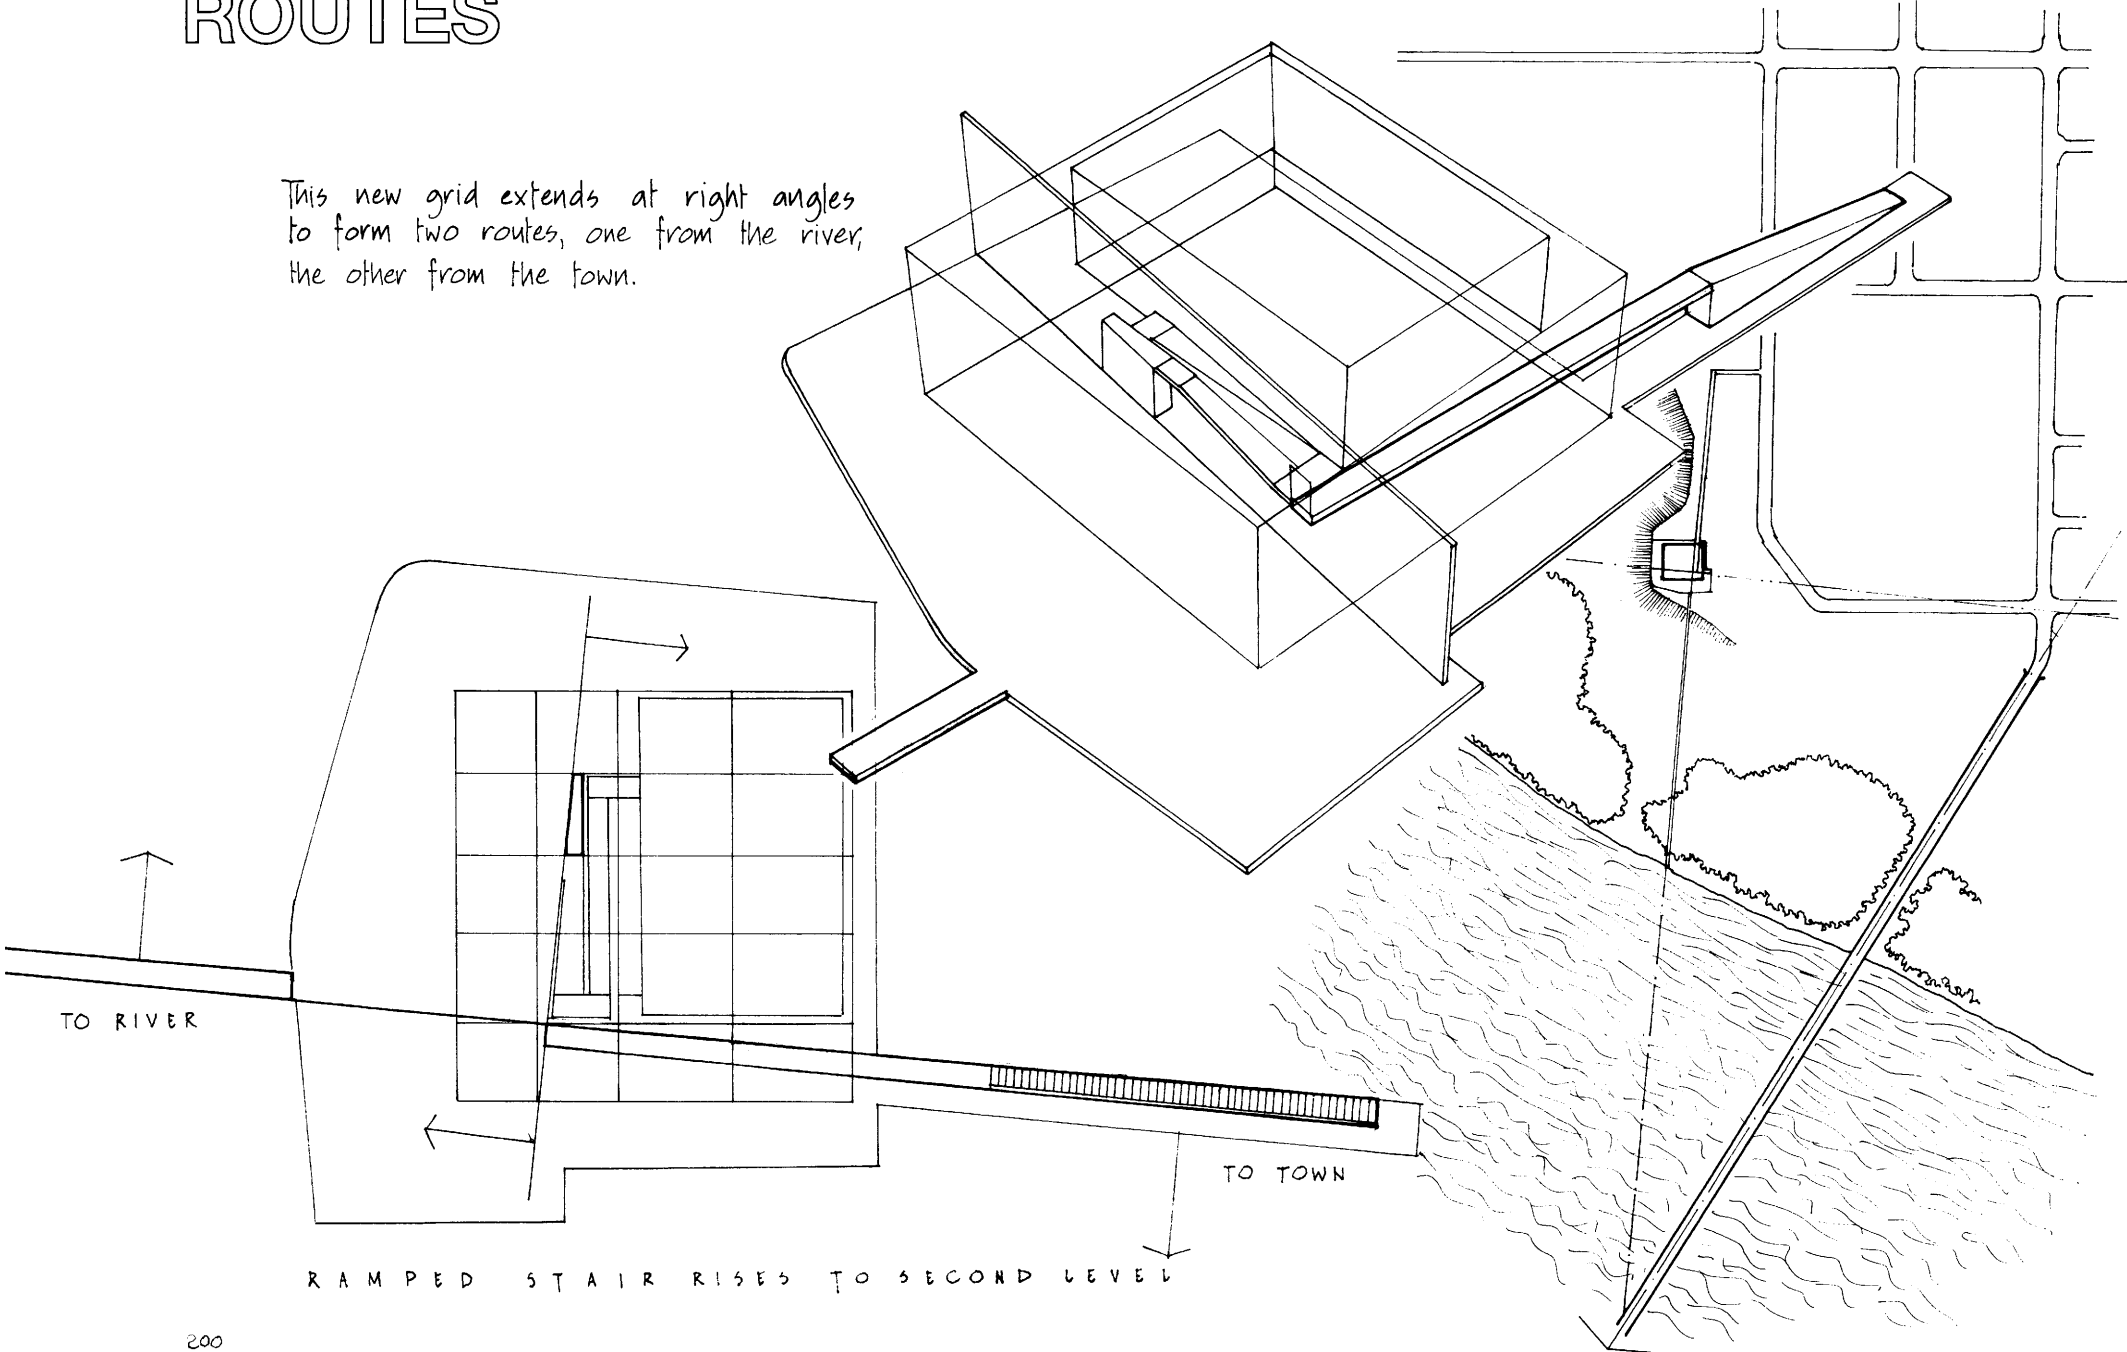 ROUTES
This new grid extends at right angles
to form two routes, one from the river,
the other from the town.
TO RIVER
TO TOWN
RAMPED STAIR RISES TO SECOND LEVEL
200